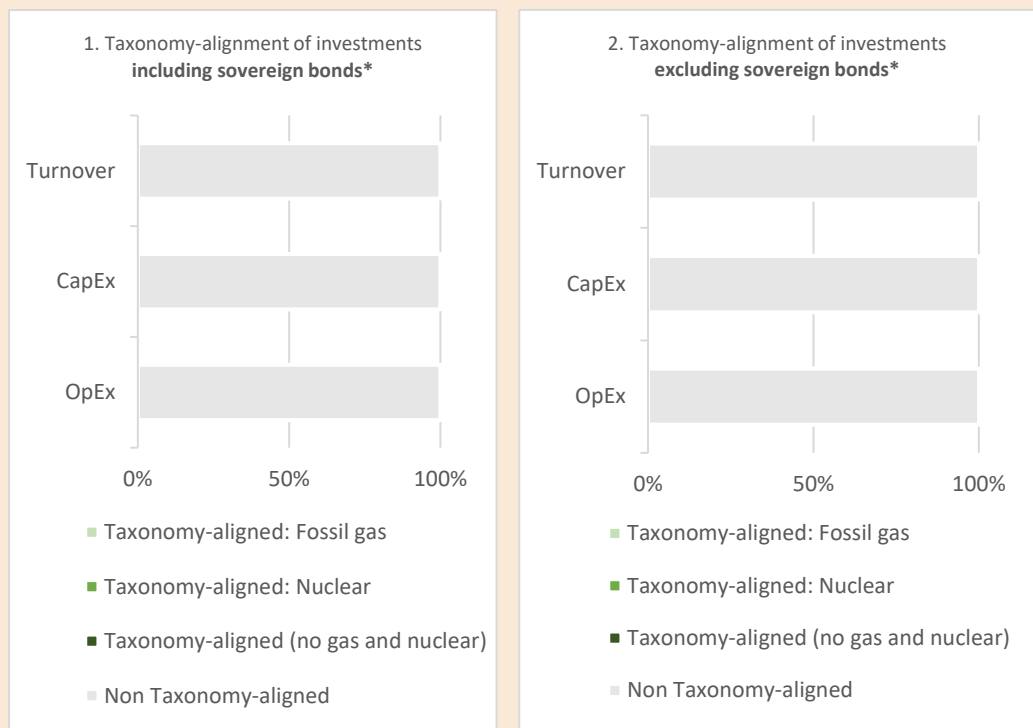 1. Taxonomy-alignment of investments
including sovereign bonds*
Turnover
CapEx
OpEx
0% 50% 100%
Taxonomy-aligned: Fossil gas
Taxonomy-aligned: Nuclear
Taxonomy-aligned (no gas and nuclear)
Non Taxonomy-aligned
2. Taxonomy-alignment of investments
excluding sovereign bonds*
Turnover
CapEx
OpEx
0% 50% 100%
Taxonomy-aligned: Fossil gas
Taxonomy-aligned: Nuclear
Taxonomy-aligned (no gas and nuclear)
Non Taxonomy-aligned